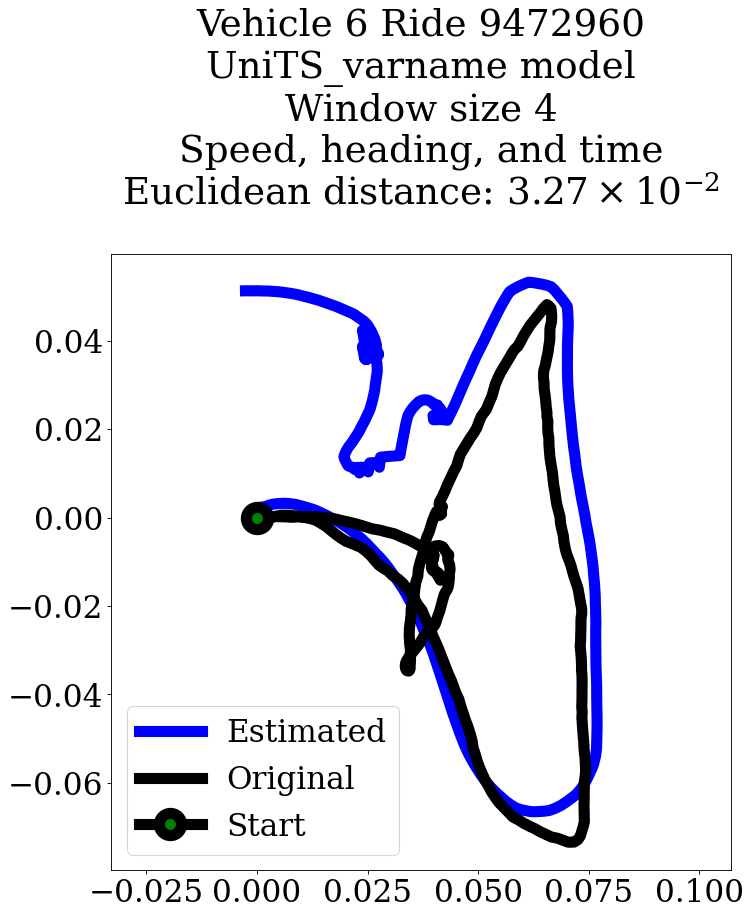 Vehicle 6 Ride 9472960
UniTS_varname model
Window size 4
Speed, heading, and time
Euclidean distance: 3.27 × 10⁻²
0.04
0.02
0.00
−0.02
−0.04
−0.06
Estimated
Original
Start
−0.025 0.000 0.025 0.050 0.075 0.100